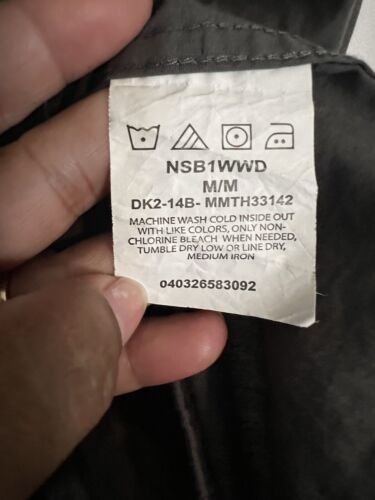 NSB1WWD
M/M
DK2-14B- MMTH33142
MACHINE WASH COLD INSIDE OUT
WITH LIKE COLORS, ONLY NON-
CHLORINE BLEACH WHEN NEEDED,
TUMBLE DRY LOW OR LINE DRY,
MEDIUM IRON
040326583092